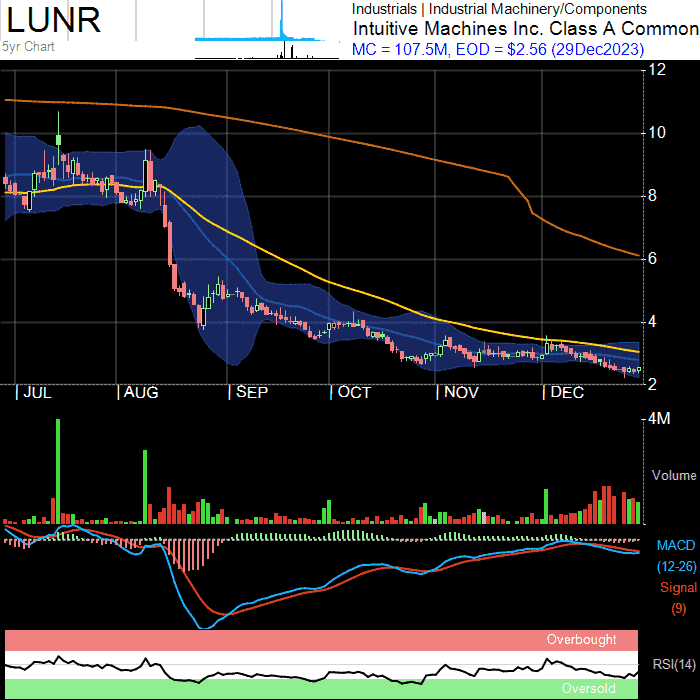 LUNR
5yr Chart
Industrials | Industrial Machinery/Components
Intuitive Machines Inc. Class A Common
MC = 107.5M, EOD = $2.56 (29Dec2023)
12
10
8
6
4
2
JUL AUG SEP OCT NOV DEC
4M
Volume
MACD
(12-26)
Signal
(9)
Overbought
RSI(14)
Oversold